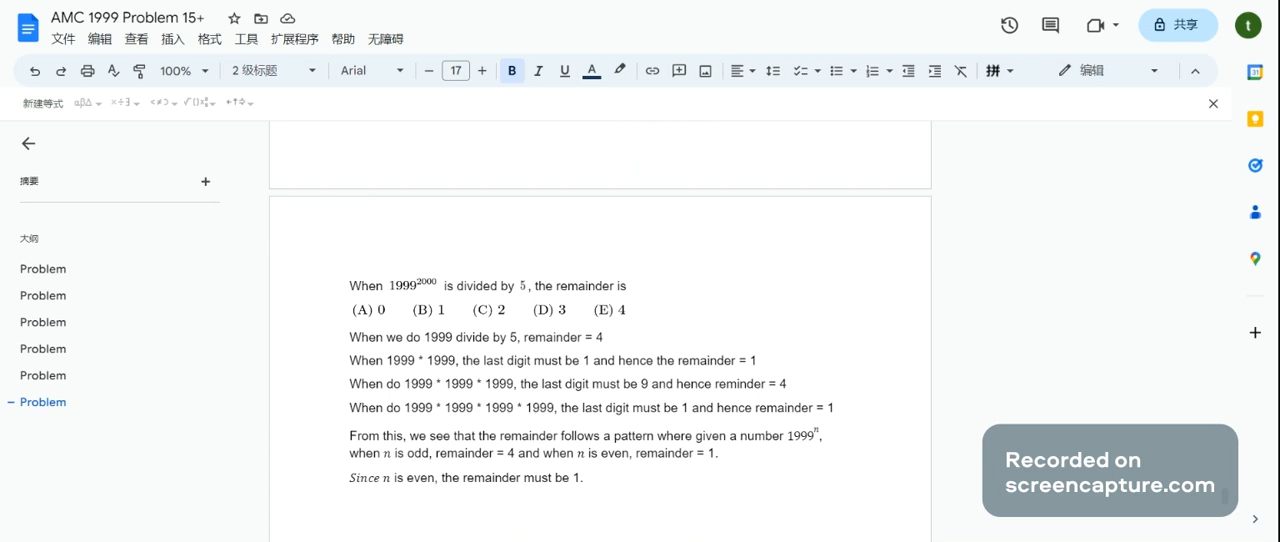 AMC 1999 Problem 15+
文件 编辑 查看 插入 格式 工具 扩展程序 帮助 无障碍
共享
t
100% 2 级标题 Arial − 17 + B I U A 拼 编辑
新建等式 αβΔ ×÷∃ <≠⊃ √()x
31
摘要
大纲
Problem
Problem
Problem
Problem
Problem
Problem
When 1999²⁰⁰⁰ is divided by 5, the remainder is
(A) 0 (B) 1 (C) 2 (D) 3 (E) 4
When we do 1999 divide by 5, remainder = 4
When 1999 * 1999, the last digit must be 1 and hence the remainder = 1
When do 1999 * 1999 * 1999, the last digit must be 9 and hence reminder = 4
When do 1999 * 1999 * 1999 * 1999, the last digit must be 1 and hence remainder = 1
From this, we see that the remainder follows a pattern where given a number 1999ⁿ,
when n is odd, remainder = 4 and when n is even, remainder = 1.
Since n is even, the remainder must be 1.
Recorded on
screencapture.com